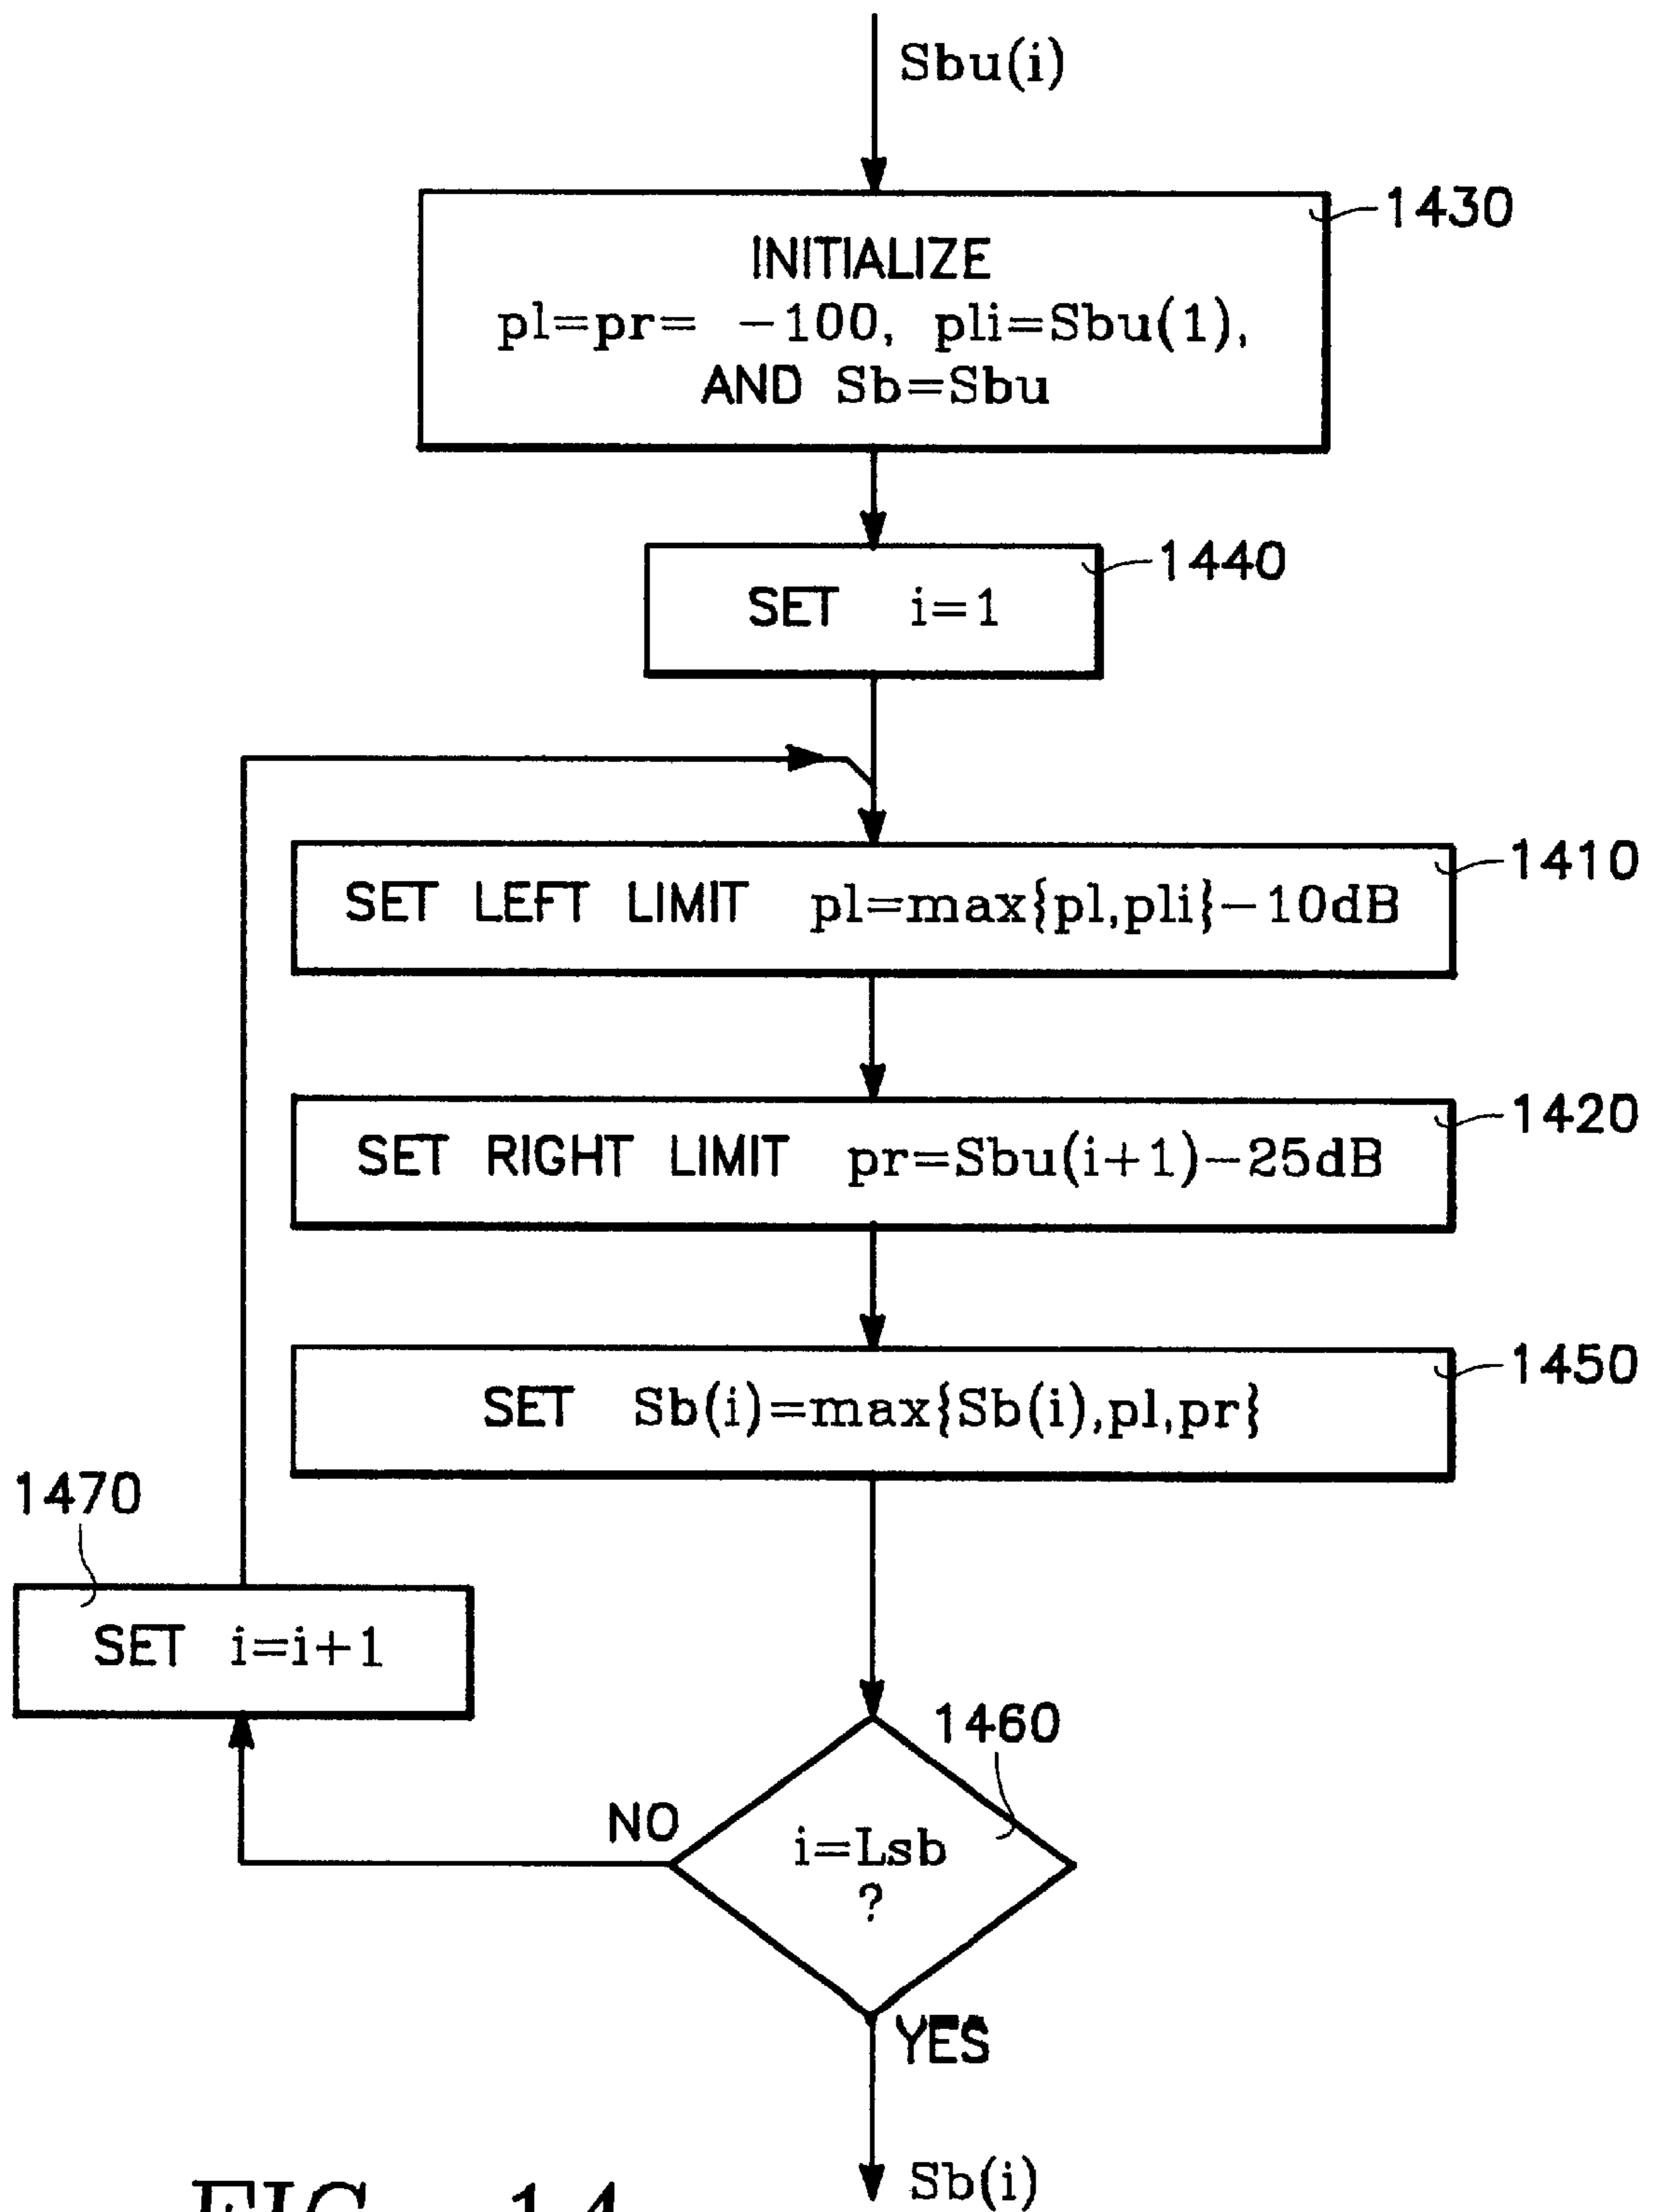 Sbu(i)
1430
INITIALIZE
pl=pr= -100, pli=Sbu(1),
AND Sb=Sbu
1440
SET i=1
1410
SET LEFT LIMIT pl=max{pl,pli}-10dB
1420
SET RIGHT LIMIT pr=Sbu(i+1)-25dB
1450
SET Sb(i)=max{Sb(i),pl,pr}
1470
SET i=i+1
1460
NO
i=Lsb
?
YES
Sb(i)
FIG. 14